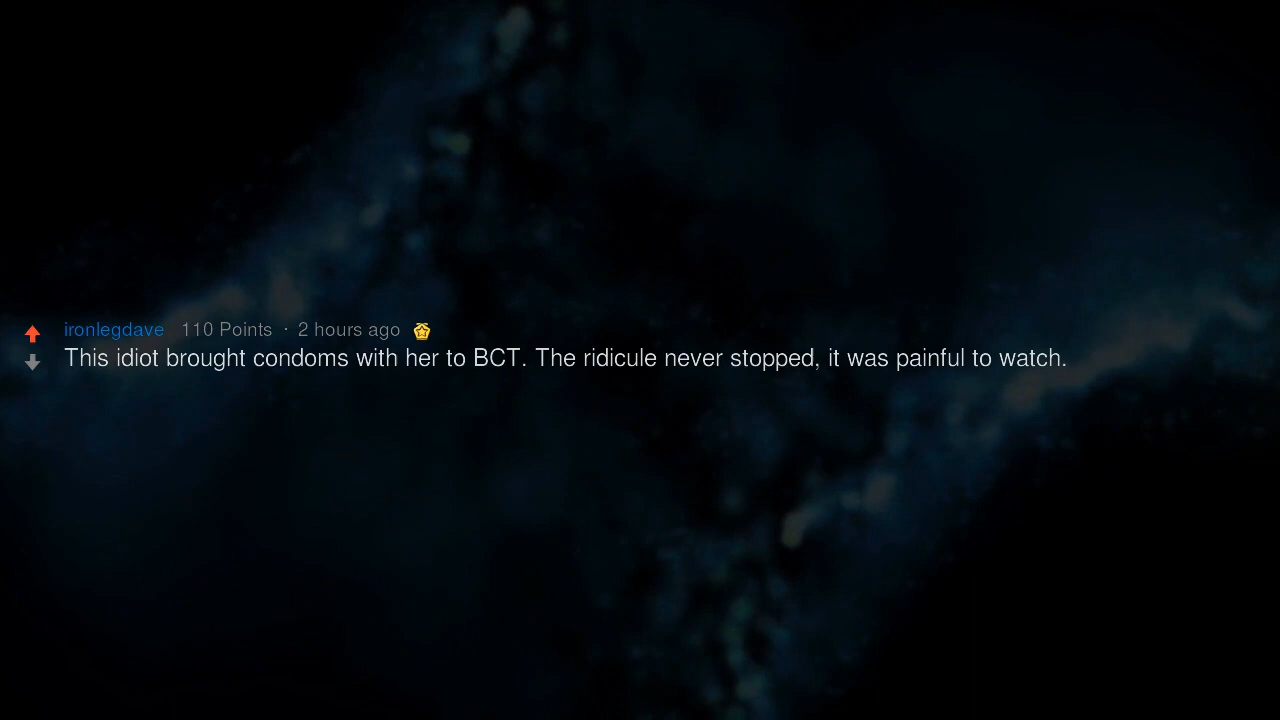 ironlegdave 110 Points · 2 hours ago
This idiot brought condoms with her to BCT. The ridicule never stopped, it was painful to watch.